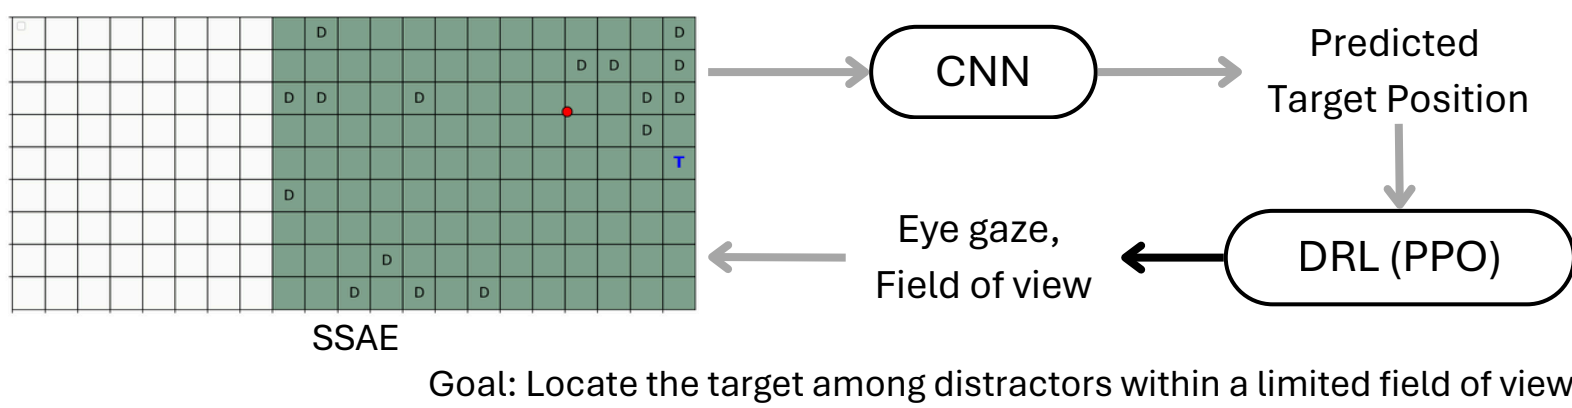 D D
D D D
D D D D D
D
T
D
D
D D D
SSAE
CNN
Predicted
Target Position
DRL (PPO)
Eye gaze,
Field of view
Goal: Locate the target among distractors within a limited field of view